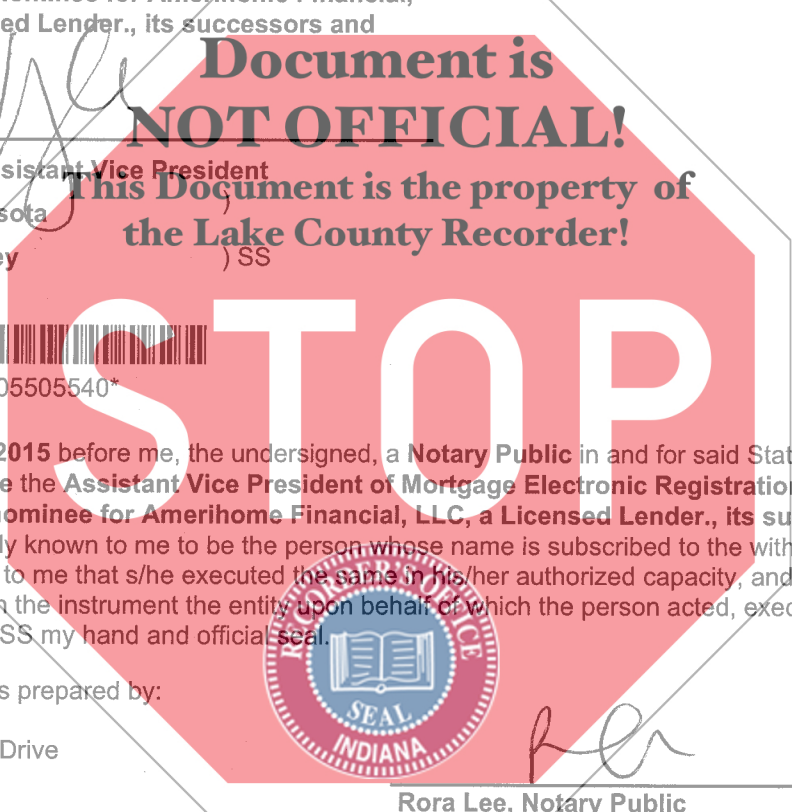 ed Lender., its successors and
Document is
NOT OFFICIAL!
sistant Vice President
This Document is the property of
)
sota
the Lake County Recorder!
ey ) SS
STOP
05505540*
2015 before me, the undersigned, a Notary Public in and for said Stat
e the Assistant Vice President of Mortgage Electronic Registration
nominee for Amerihome Financial, LLC, a Licensed Lender., its su
ly known to me to be the person whose name is subscribed to the with
to me that s/he executed the same in his/her authorized capacity, and
n the instrument the entity upon behalf of which the person acted, exec
SS my hand and official seal.
RECORDER'S OFFICE
SEAL
INDIANA
s prepared by:
Drive
Rora Lee, Notary Public